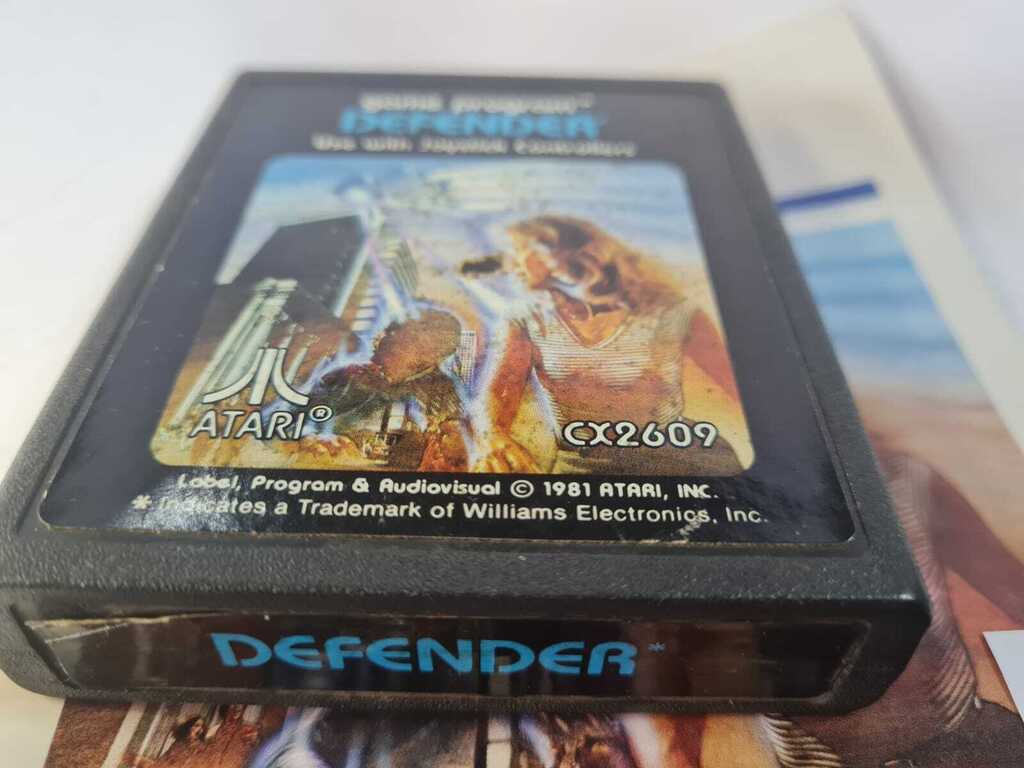 game program™
DEFENDER*
Use with Joystick Controllers
ATARI®
CX2609
Label, Program & Audiovisual © 1981 ATARI, INC.
* Indicates a Trademark of Williams Electronics, Inc.
DEFENDER*